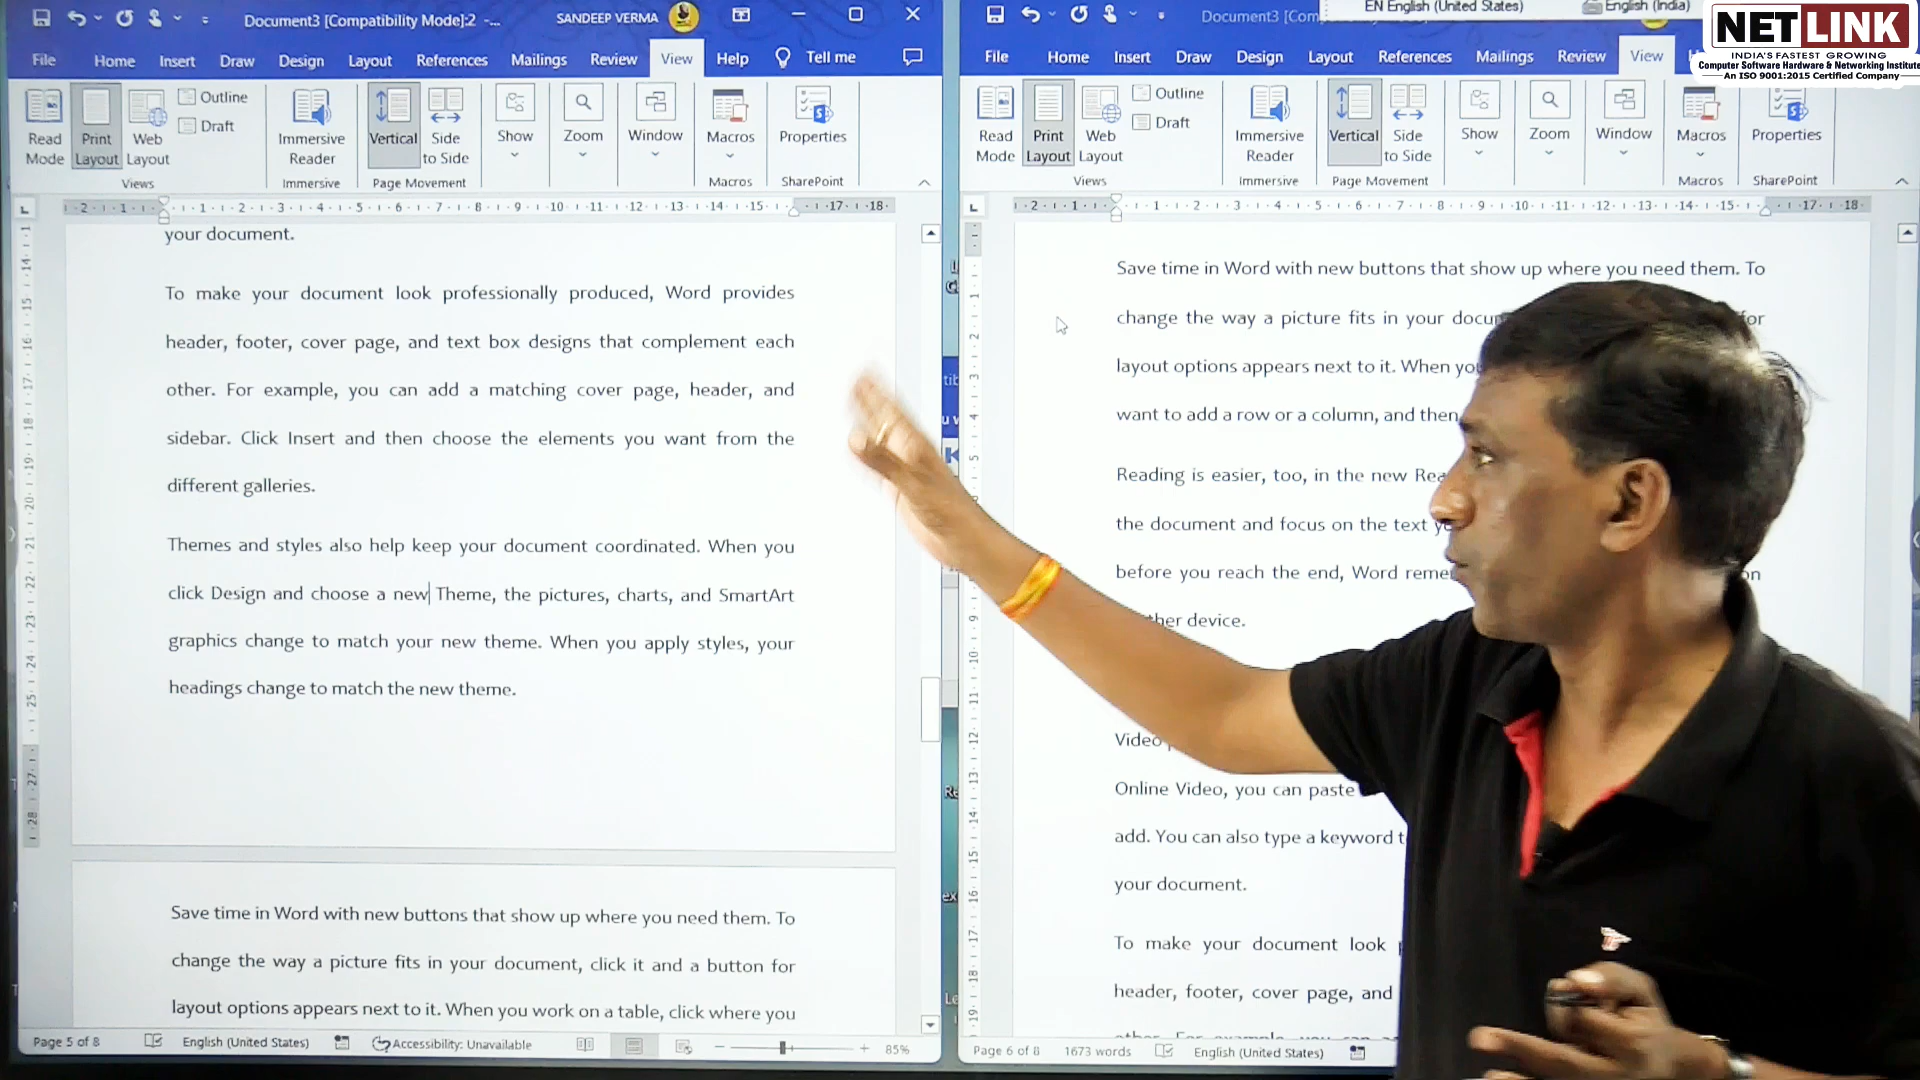 Document3 [Compatibility Mode]:2 -...
SANDEEP VERMA
File Home Insert Draw Design Layout References Mailings Review View Help Tell me
Read Mode
Print Layout
Web Layout
Outline
Draft
Immersive Reader
Vertical
Side to Side
Show
Zoom
Window
Macros
Properties
Views
Immersive
Page Movement
Macros
SharePoint
your document.
To make your document look professionally produced, Word provides
header, footer, cover page, and text box designs that complement each
other. For example, you can add a matching cover page, header, and
sidebar. Click Insert and then choose the elements you want from the
different galleries.
Themes and styles also help keep your document coordinated. When you
click Design and choose a new Theme, the pictures, charts, and SmartArt
graphics change to match your new theme. When you apply styles, your
headings change to match the new theme.
Save time in Word with new buttons that show up where you need them. To
change the way a picture fits in your document, click it and a button for
layout options appears next to it. When you work on a table, click where you
Page 5 of 8
English (United States)
Accessibility: Unavailable
85%
Document3
EN English (United States)
English (India)
NETLINK
INDIA'S FASTEST GROWING
Computer Software Hardware & Networking Institute
An ISO 9001:2015 Certified Company
File Home Insert Draw Design Layout References Mailings Review View
Read Mode
Print Layout
Web Layout
Outline
Draft
Immersive Reader
Vertical
Side to Side
Show
Zoom
Window
Macros
Properties
Views
Immersive
Page Movement
Macros
SharePoint
Save time in Word with new buttons that show up where you need them. To
change the way a picture fits in your for
layout options appears next to it. When
want to add a row or a column, and then
Reading is easier, too, in the new
the document and focus on the text
before you reach the end, Word on
device.
Video
Online Video, you can paste
add. You can also type a keyword
your document.
To make your document look
header, footer, cover page, and
Page 6 of 8
1673 words
English (United States)